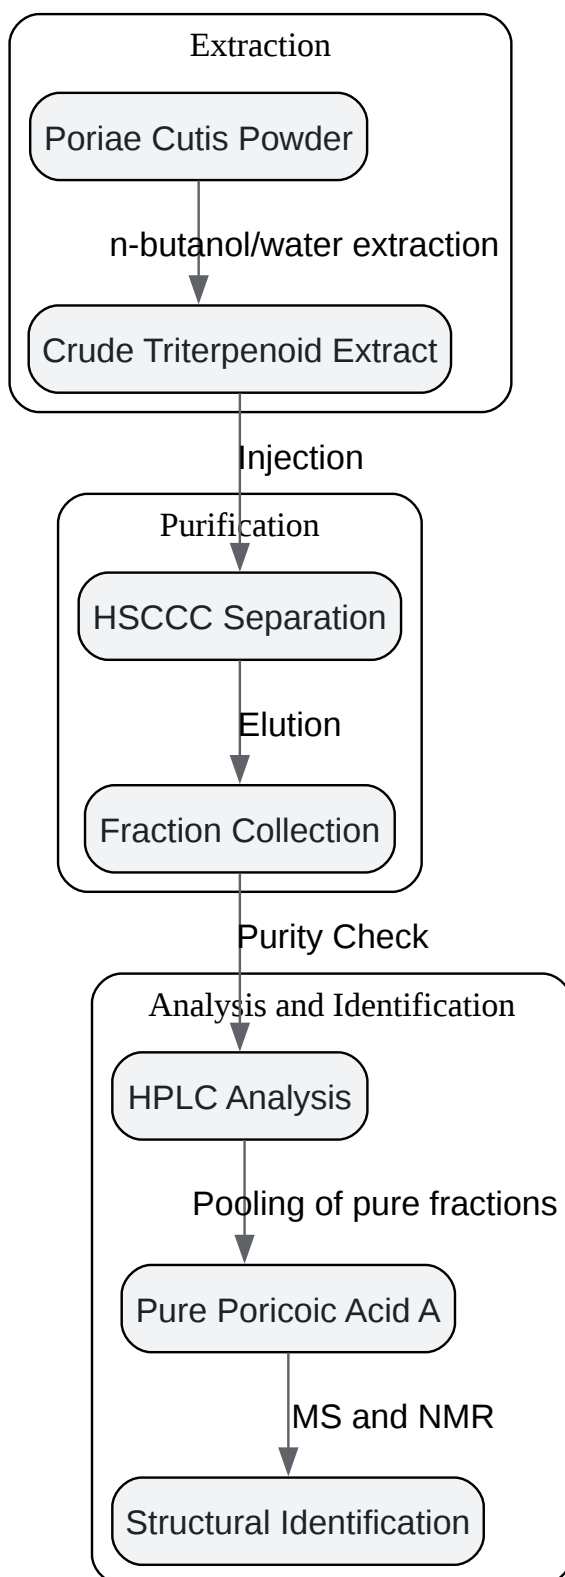 Extraction
Poriae Cutis Powder
n-butanol/water extraction
Crude Triterpenoid Extract
Injection
Purification
HSCCC Separation
Elution
Fraction Collection
Purity Check
Analysis and Identification
HPLC Analysis
Pooling of pure fractions
Pure Poricoic Acid A
MS and NMR
Structural Identification